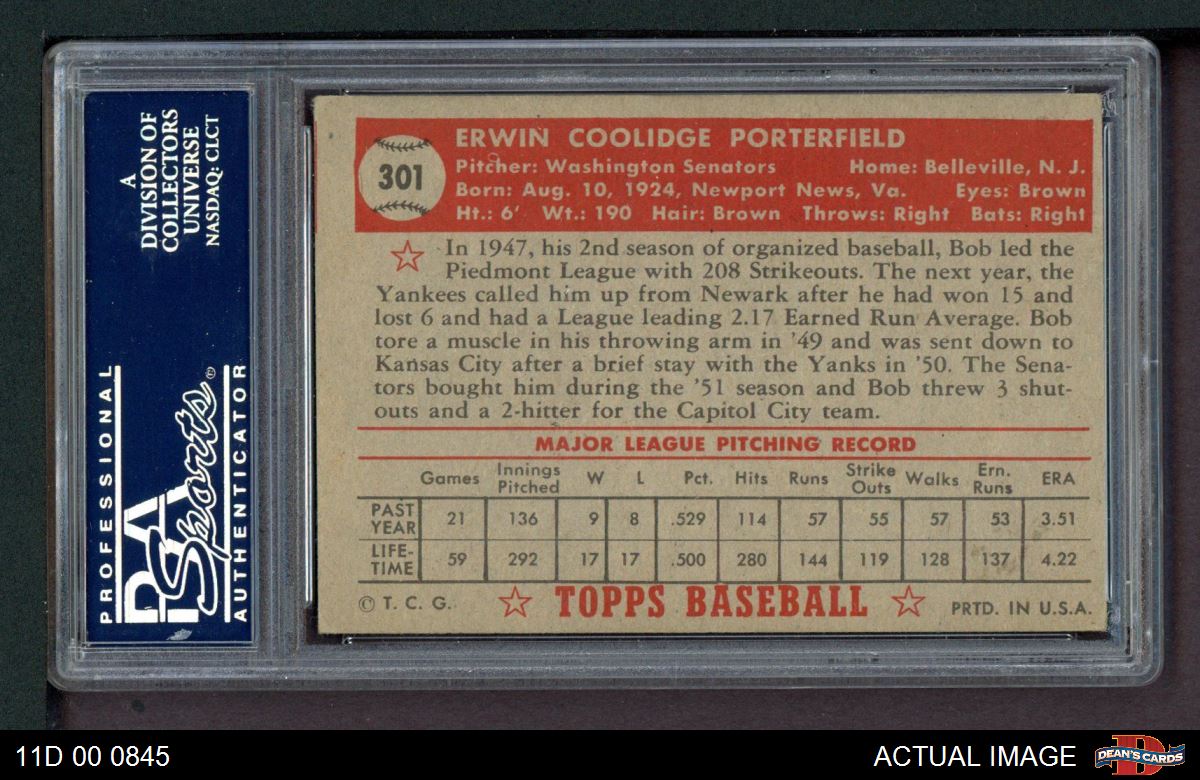 A
DIVISION OF
COLLECTORS
UNIVERSE
NASDAQ: CLCT
PROFESSIONAL
PSA
Sports®
AUTHENTICATOR
301
ERWIN COOLIDGE PORTERFIELD
Pitcher: Washington Senators Home: Belleville, N. J.
Born: Aug. 10, 1924, Newport News, Va. Eyes: Brown
Ht.: 6' Wt.: 190 Hair: Brown Throws: Right Bats: Right
In 1947, his 2nd season of organized baseball, Bob led the
Piedmont League with 208 Strikeouts. The next year, the
Yankees called him up from Newark after he had won 15 and
lost 6 and had a League leading 2.17 Earned Run Average. Bob
tore a muscle in his throwing arm in '49 and was sent down to
Kansas City after a brief stay with the Yanks in '50. The Sena-
tors bought him during the '51 season and Bob threw 3 shut-
outs and a 2-hitter for the Capitol City team.
MAJOR LEAGUE PITCHING RECORD
Games Innings Pitched W L Pct. Hits Runs Strike Outs Walks Ern. Runs ERA
PAST YEAR 21 136 9 8 .529 114 57 55 57 53 3.51
LIFE-TIME 59 292 17 17 .500 280 144 119 128 137 4.22
© T. C. G. TOPPS BASEBALL PRTD. IN U.S.A.
11D 00 0845
ACTUAL IMAGE
D
DEAN'S CARDS